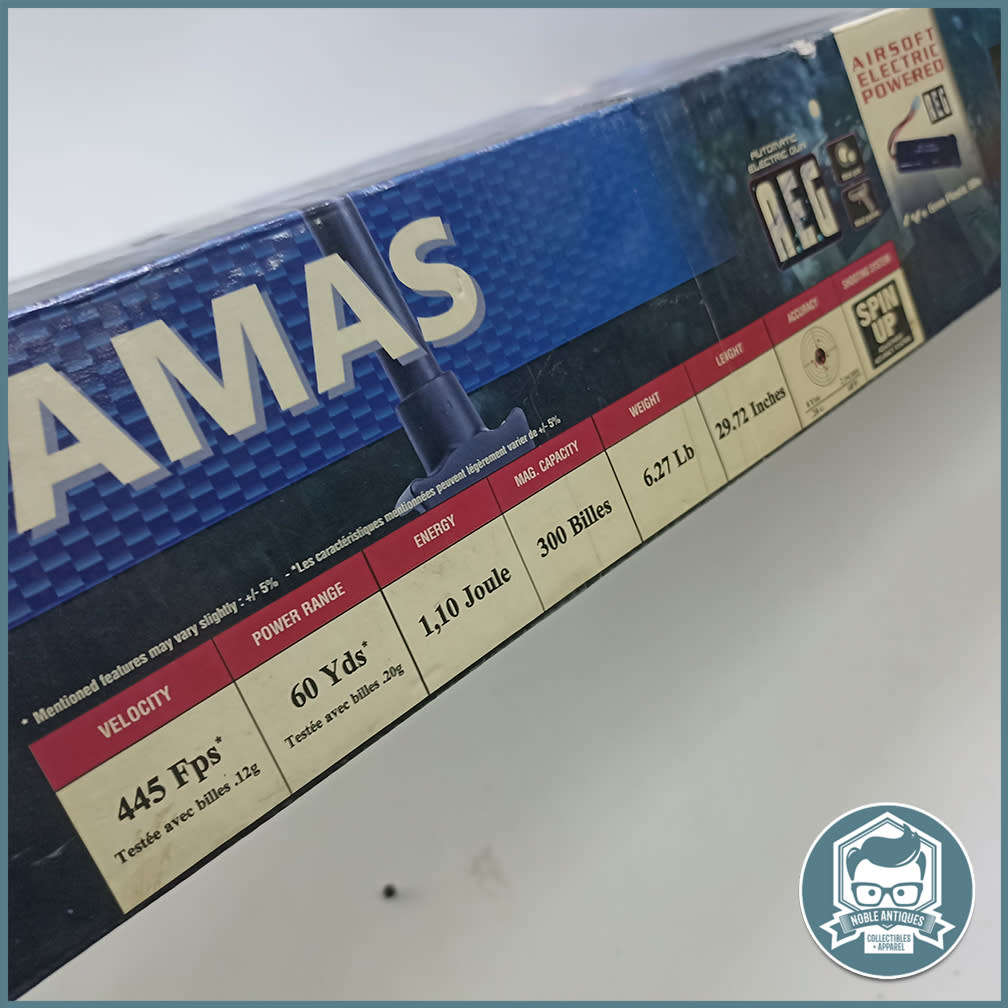 AMAS
AIRSOFT
ELECTRIC
POWERED
A.E.G
AUTOMATIC
ELECTRIC GUN
A.E.G
* Mentioned features may vary slightly : +/- 5% - *Les caractéristiques mentionnées peuvent légèrement varier de +/- 5%
VELOCITY
445 Fps*
Testée avec billes .12g
POWER RANGE
60 Yds*
Testée avec billes .20g
ENERGY
1,10 Joule
MAG. CAPACITY
300 Billes
WEIGHT
6.27 Lb
LENGHT
29.72 Inches
ACCURACY
SHOOTING SYSTEM
SPIN
UP
NOBLE ANTIQUES
COLLECTIBLES
+ APPAREL